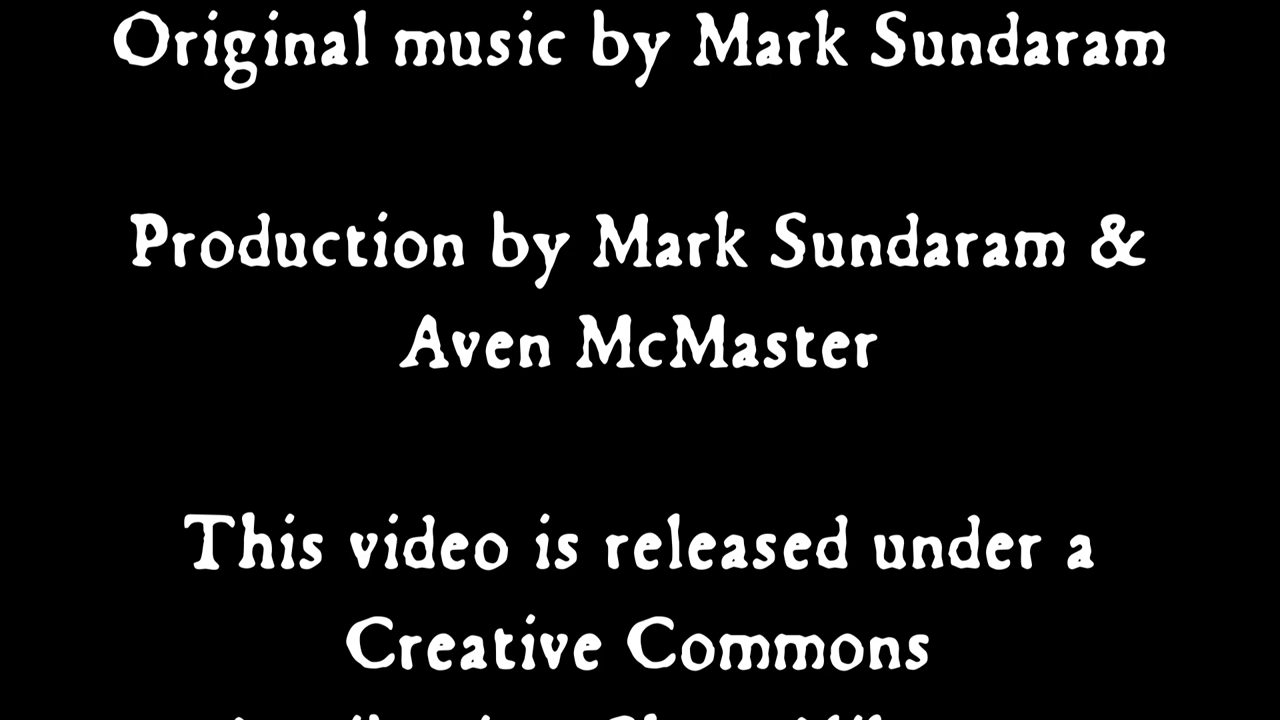 Original music by Mark Sundaram
Production by Mark Sundaram &
Aven McMaster
This video is released under a
Creative Commons